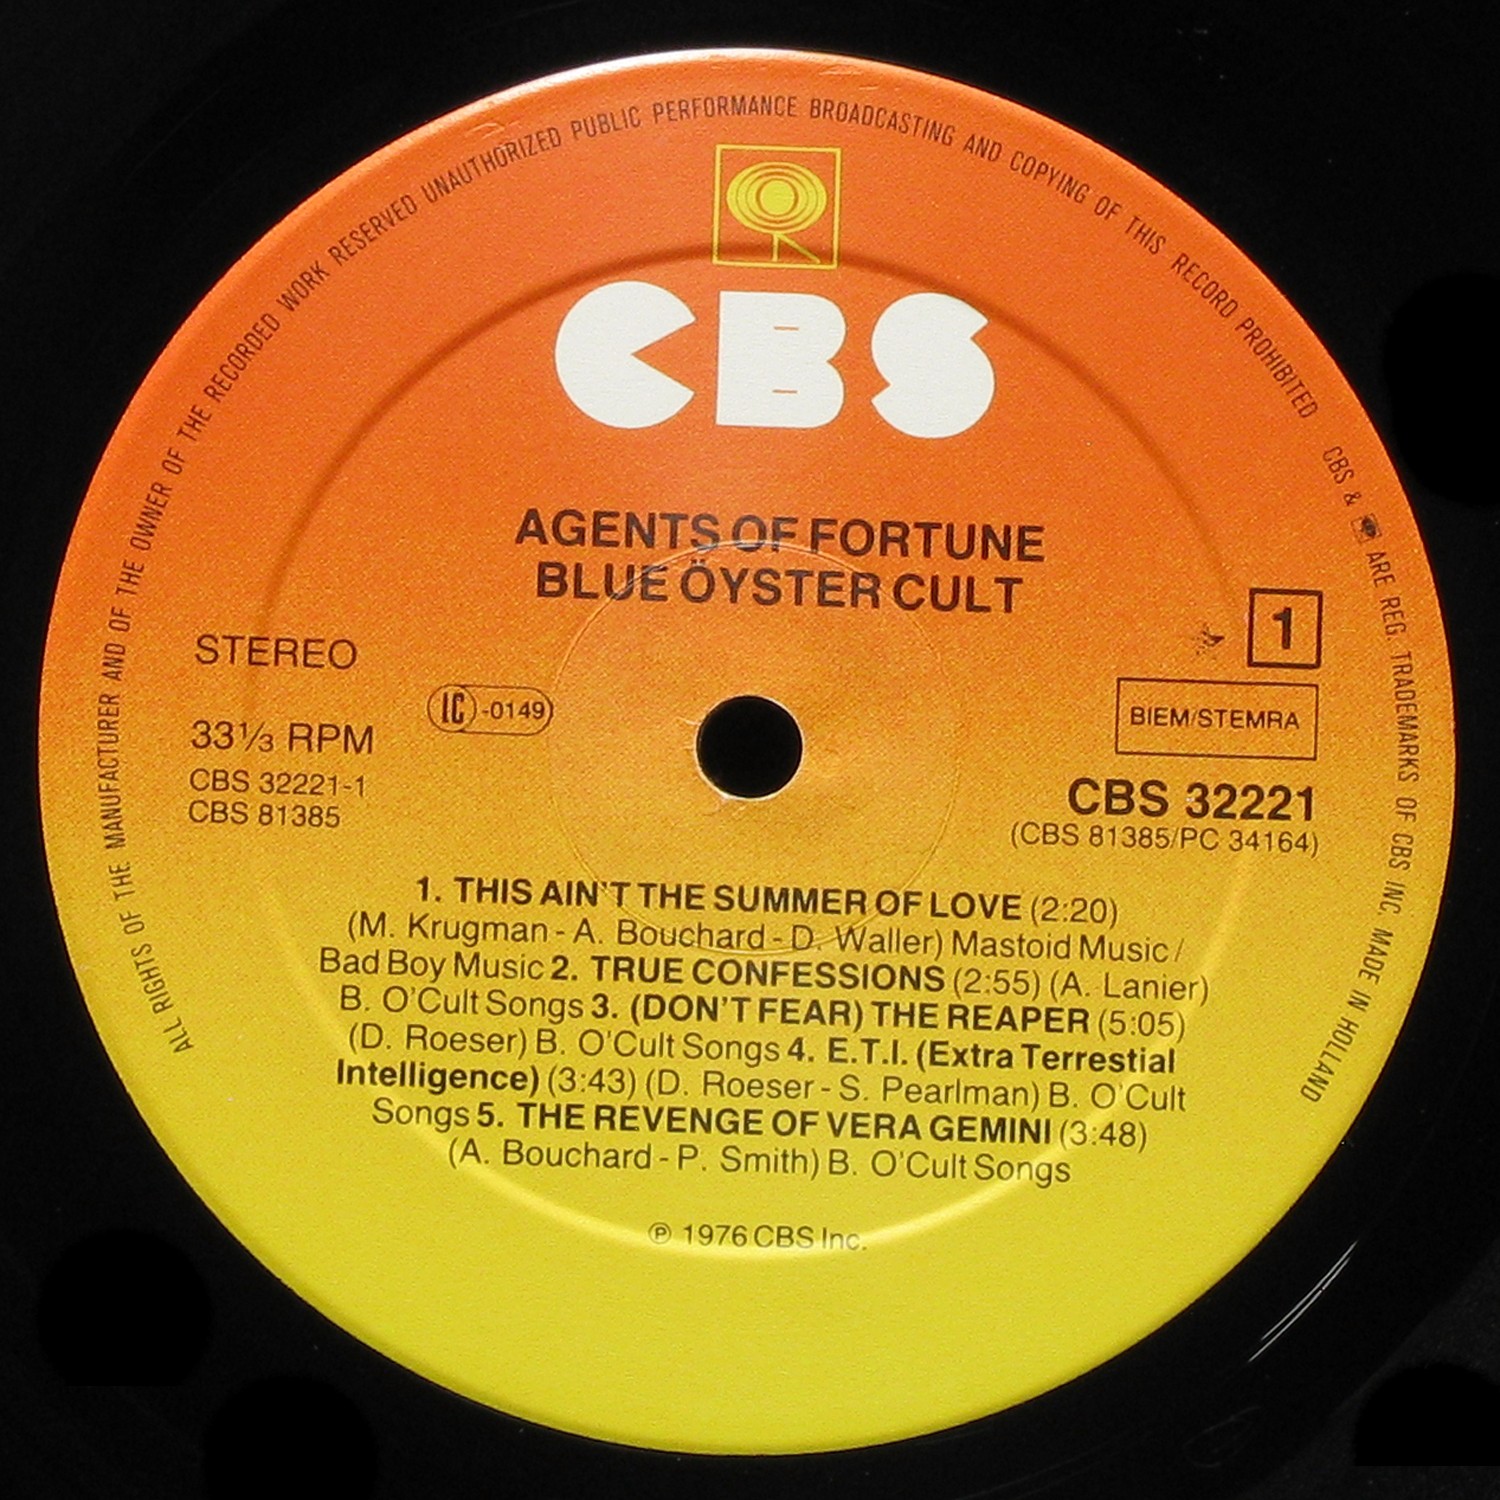 ALL RIGHTS OF THE MANUFACTURER AND OF THE OWNER OF THE RECORDED WORK RESERVED UNAUTHORIZED PUBLIC PERFORMANCE BROADCASTING AND COPYING OF THIS RECORD PROHIBITED CBS & ARE REG. TRADEMARKS OF CBS INC. MADE IN HOLLAND
CBS
AGENTS OF FORTUNE
BLUE ÖYSTER CULT
STEREO
1
LC-0149
BIEM/STEMRA
33⅓ RPM
CBS 32221-1
CBS 81385
CBS 32221
(CBS 81385/PC 34164)
1. THIS AIN'T THE SUMMER OF LOVE (2:20)
(M. Krugman - A. Bouchard - D. Waller) Mastoid Music /
Bad Boy Music 2. TRUE CONFESSIONS (2:55) (A. Lanier)
B. O'Cult Songs 3. (DON'T FEAR) THE REAPER (5:05)
(D. Roeser) B. O'Cult Songs 4. E.T.I. (Extra Terrestial
Intelligence) (3:43) (D. Roeser - S. Pearlman) B. O'Cult
Songs 5. THE REVENGE OF VERA GEMINI (3:48)
(A. Bouchard - P. Smith) B. O'Cult Songs
℗ 1976 CBS Inc.